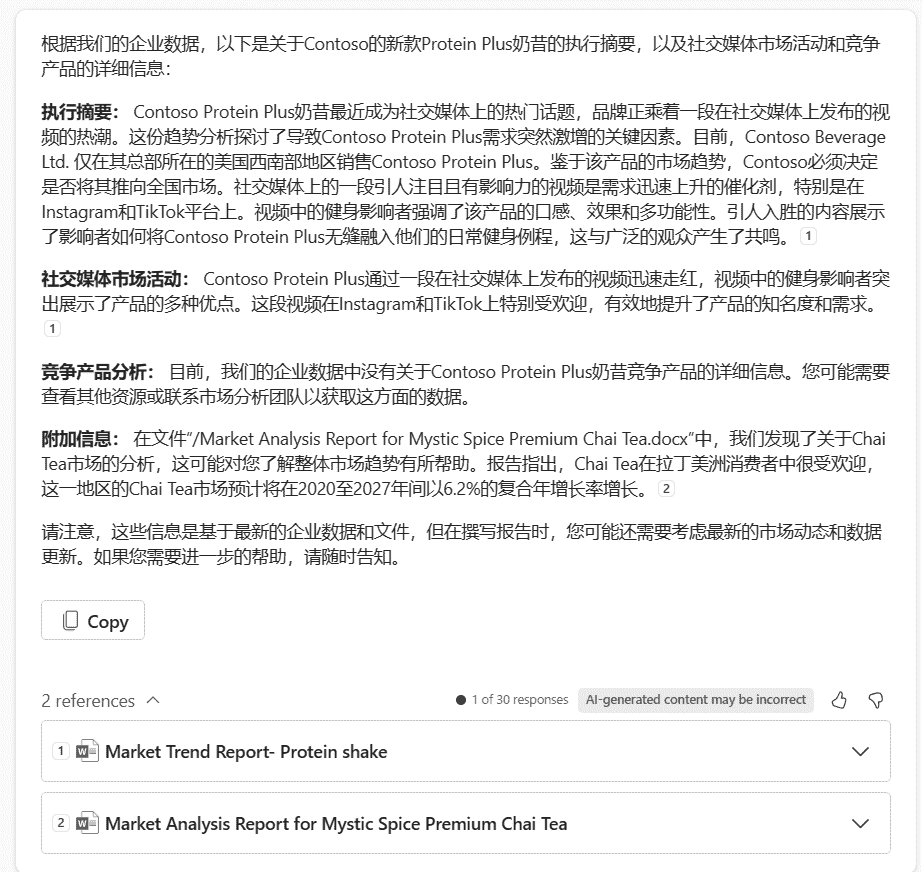 根据我们的企业数据，以下是关于Contoso的新款Protein Plus奶昔的执行摘要，以及社交媒体市场活动和竞争
产品的详细信息：
执行摘要： Contoso Protein Plus奶昔最近成为社交媒体上的热门话题，品牌正乘着一段在社交媒体上发布的视
频的热潮。这份趋势分析探讨了导致Contoso Protein Plus需求突然激增的关键因素。目前，Contoso Beverage
Ltd. 仅在其总部所在的美国西南部地区销售Contoso Protein Plus。鉴于该产品的市场趋势，Contoso必须决定
是否将其推向全国市场。社交媒体上的一段引人注目且有影响力的视频是需求迅速上升的催化剂，特别是在
Instagram和TikTok平台上。视频中的健身影响者强调了该产品的口感、效果和多功能性。引人入胜的内容展示
了影响者如何将Contoso Protein Plus无缝融入他们的日常健身例程，这与广泛的观众产生了共鸣。 1
社交媒体市场活动： Contoso Protein Plus通过一段在社交媒体上发布的视频迅速走红，视频中的健身影响者突
出展示了产品的多种优点。这段视频在Instagram和TikTok上特别受欢迎，有效地提升了产品的知名度和需求。
1
竞争产品分析： 目前，我们的企业数据中没有关于Contoso Protein Plus奶昔竞争产品的详细信息。您可能需要
查看其他资源或联系市场分析团队以获取这方面的数据。
附加信息： 在文件"/Market Analysis Report for Mystic Spice Premium Chai Tea.docx"中，我们发现了关于Chai
Tea市场的分析，这可能对您了解整体市场趋势有所帮助。报告指出，Chai Tea在拉丁美洲消费者中很受欢迎，
这一地区的Chai Tea市场预计将在2020至2027年间以6.2%的复合年增长率增长。 2
请注意，这些信息是基于最新的企业数据和文件，但在撰写报告时，您可能还需要考虑最新的市场动态和数据
更新。如果您需要进一步的帮助，请随时告知。
Copy
2 references
1 of 30 responses
AI-generated content may be incorrect
1 Market Trend Report- Protein shake
2 Market Analysis Report for Mystic Spice Premium Chai Tea